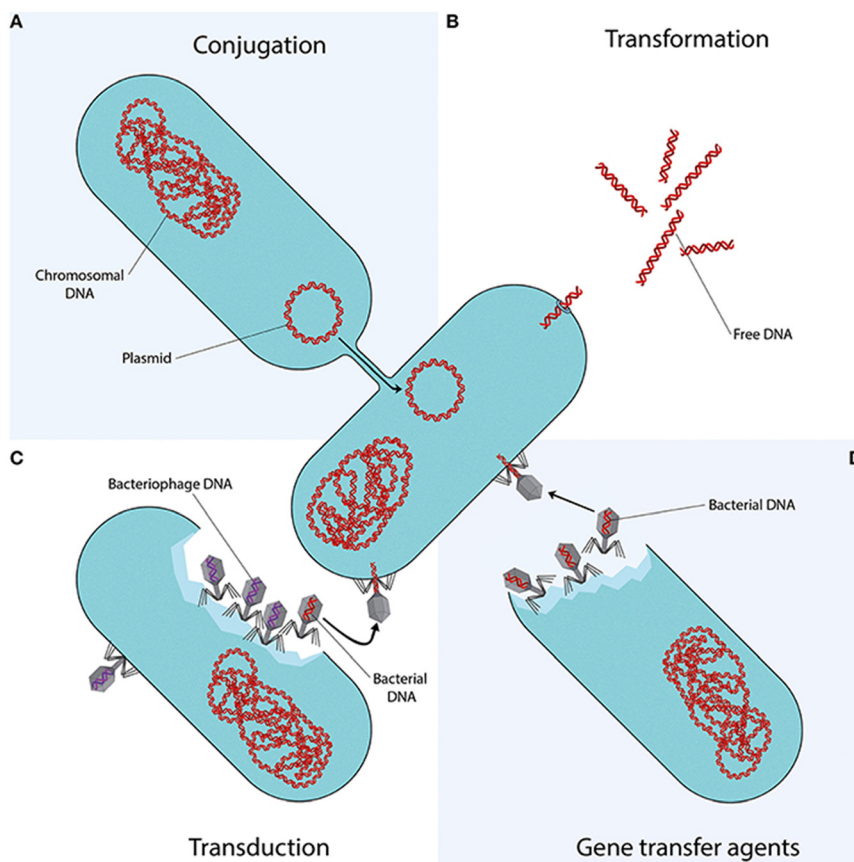 A
Conjugation
Chromosomal
DNA
Plasmid
B
Transformation
Free DNA
C
Bacteriophage DNA
Bacterial
DNA
Transduction
D
Bacterial DNA
Gene transfer agents